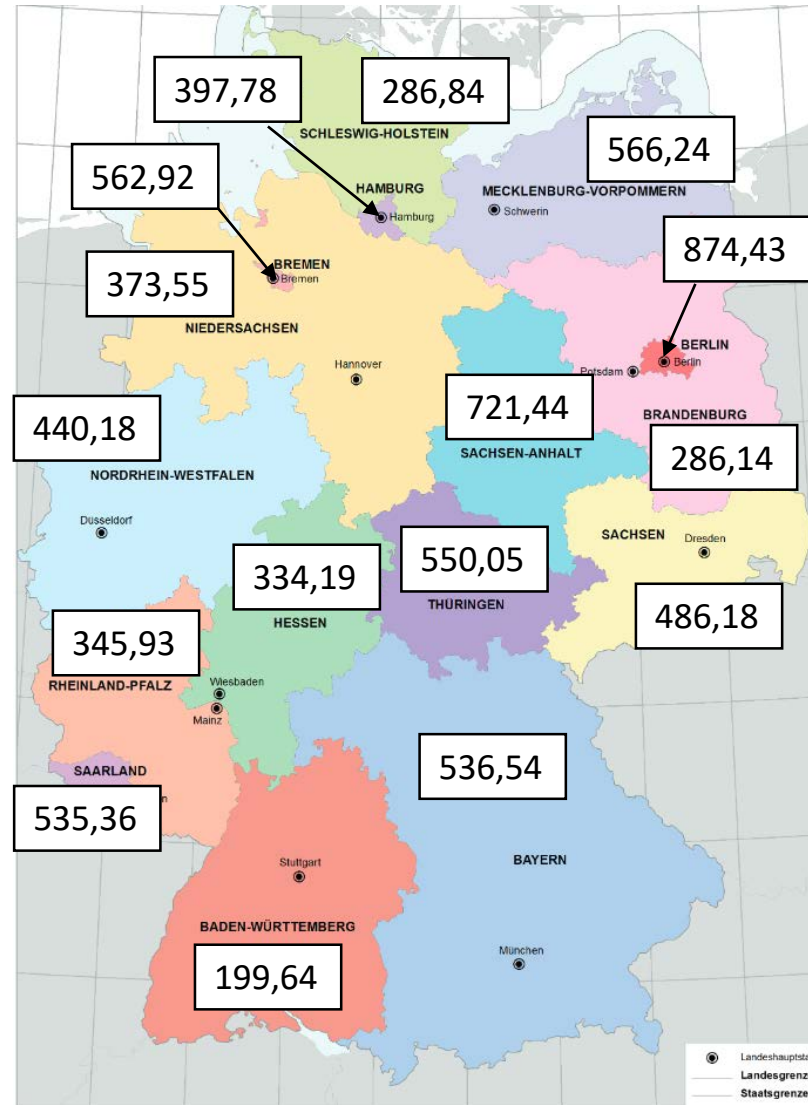 397,78
286,84
SCHLESWIG-HOLSTEIN
566,24
562,92
HAMBURG
Hamburg
MECKLENBURG-VORPOMMERN
Schwerin
874,43
BREMEN
Bremen
373,55
NIEDERSACHSEN
Hannover
BERLIN
Berlin
Potsdam
721,44
BRANDENBURG
440,18
SACHSEN-ANHALT
286,14
NORDRHEIN-WESTFALEN
Düsseldorf
SACHSEN
Dresden
550,05
334,19
THÜRINGEN
486,18
HESSEN
345,93
RHEINLAND-PFALZ
Wiesbaden
Mainz
536,54
SAARLAND
535,36
Stuttgart
BAYERN
BADEN-WÜRTTEMBERG
199,64
München
Landeshauptsta
Landesgrenz
Staatsgrenze